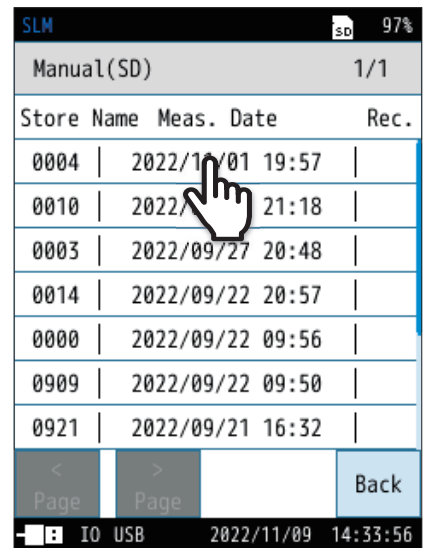 SLM SD 97%
Manual(SD) 1/1
Store Name Meas. Date Rec.
0004 2022/11/01 19:57
0010 2022/ 21:18
0003 2022/09/27 20:48
0014 2022/09/22 20:57
0000 2022/09/22 09:56
0909 2022/09/22 09:50
0921 2022/09/21 16:32
< Page > Page Back
IO USB 2022/11/09 14:33:56